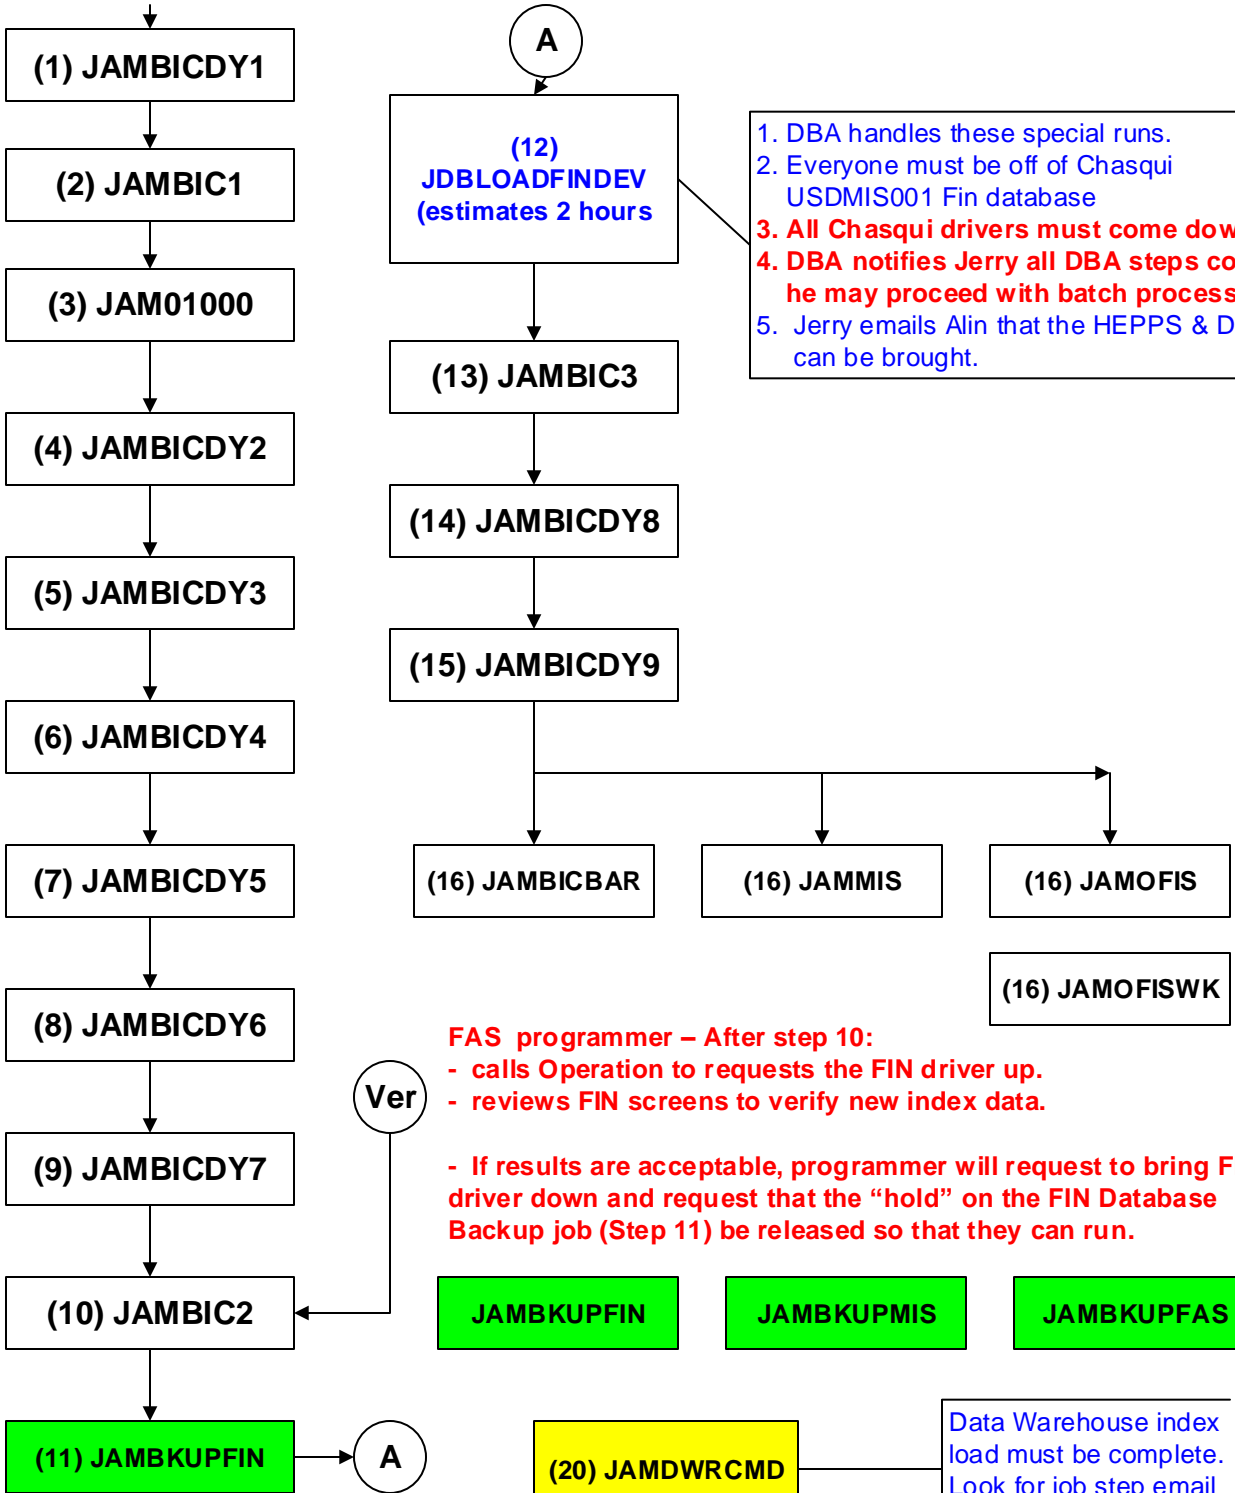 (1) JAMBICDY1
(2) JAMBIC1
(3) JAM01000
(4) JAMBICDY2
(5) JAMBICDY3
(6) JAMBICDY4
(7) JAMBICDY5
(8) JAMBICDY6
(9) JAMBICDY7
(10) JAMBIC2
(11) JAMBKUPFIN
A
Ver
A
(12)
JDBLOADFINDEV
(estimates 2 hours
1. DBA handles these special runs.
2. Everyone must be off of Chasqui
USDMIS001 Fin database
3. All Chasqui drivers must come dow
4. DBA notifies Jerry all DBA steps co
he may proceed with batch process
5. Jerry emails Alin that the HEPPS & D
can be brought.
(13) JAMBIC3
(14) JAMBICDY8
(15) JAMBICDY9
(16) JAMBICBAR
(16) JAMMIS
(16) JAMOFIS
(16) JAMOFISWK
FAS programmer – After step 10:
- calls Operation to requests the FIN driver up.
- reviews FIN screens to verify new index data.
- If results are acceptable, programmer will request to bring F
driver down and request that the “hold” on the FIN Database
Backup job (Step 11) be released so that they can run.
JAMBKUPFIN
JAMBKUPMIS
JAMBKUPFAS
(20) JAMDWRCMD
Data Warehouse index
load must be complete.
Look for job step email